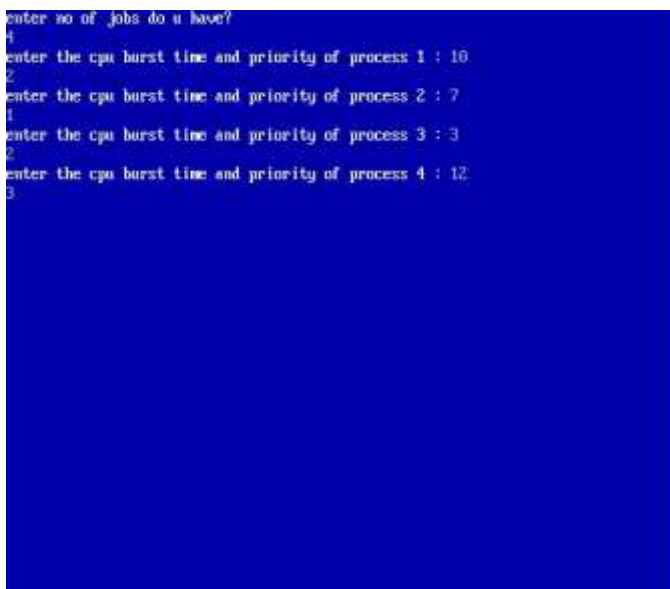 enter no of jobs do u have?
4
enter the cpu burst time and priority of process 1 : 10
2
enter the cpu burst time and priority of process 2 : 7
1
enter the cpu burst time and priority of process 3 : 3
2
enter the cpu burst time and priority of process 4 : 12
3